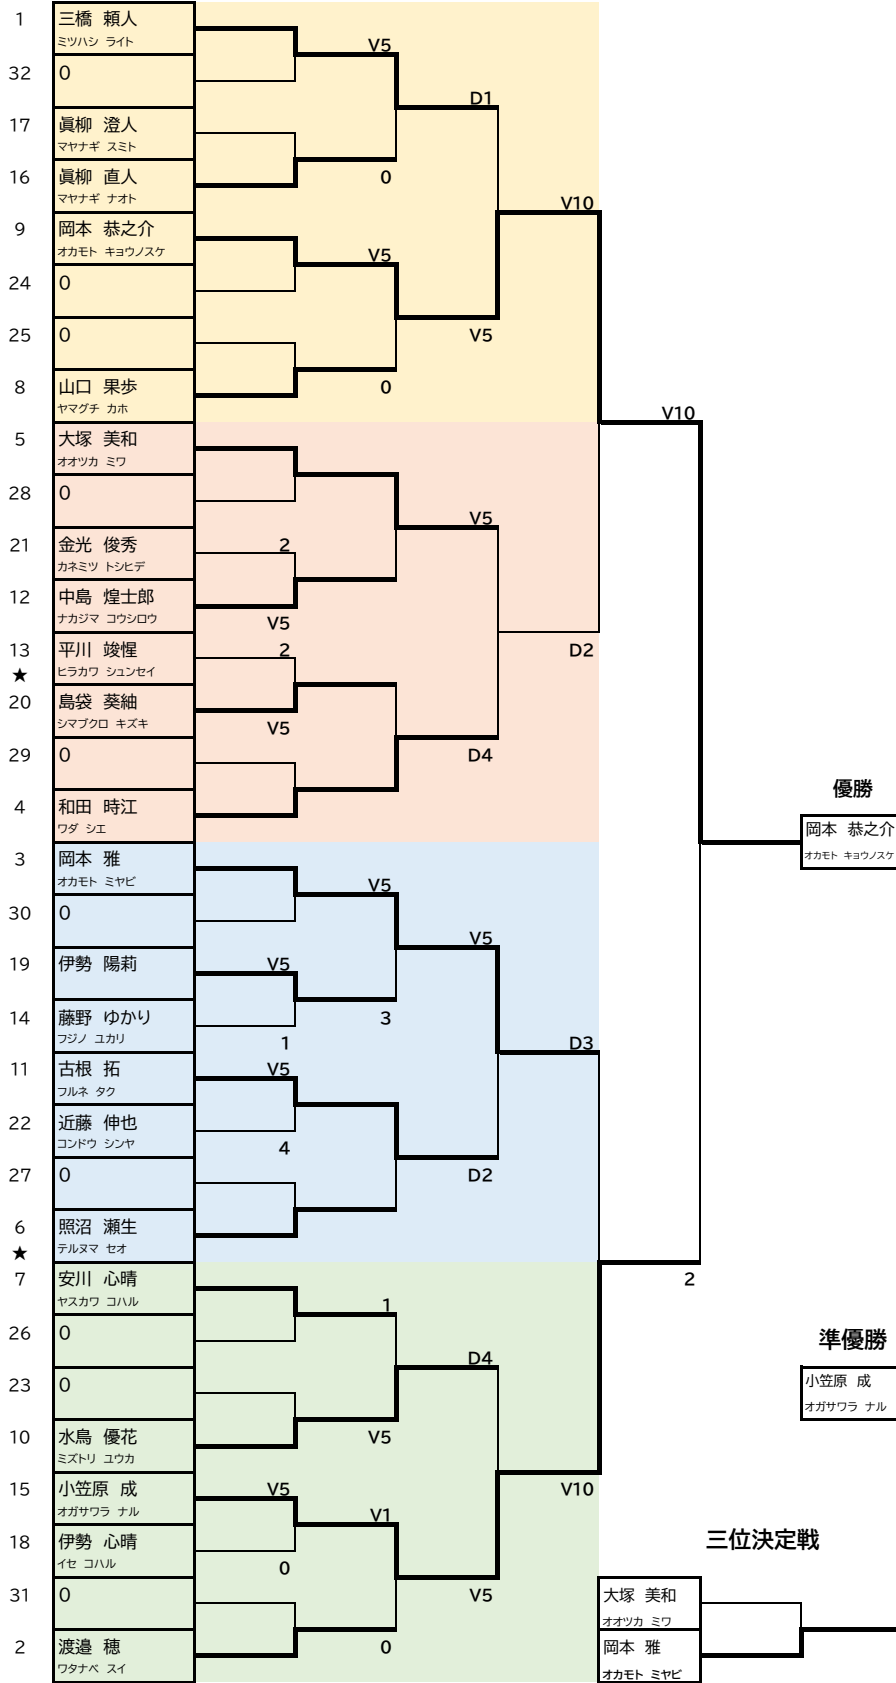 1
三橋 頼人
ミツハシ ライト
V5
32
0
D1
17
眞柳 澄人
マヤナギ スミト
16
眞柳 直人
マヤナギ ナオト
0
V10
9
岡本 恭之介
オカモト キョウノスケ
V5
24
0
25
0
V5
8
山口 果歩
ヤマグチ カホ
0
V10
5
大塚 美和
オオツカ ミワ
28
0
V5
21
金光 俊秀
カネミツ トシヒデ
2
12
中島 煌士郎
ナカジマ コウシロウ
V5
13
平川 竣惺
ヒラカワ シュンセイ
2
D2
★
20
島袋 葵紬
シマブクロ キズキ
V5
29
0
D4
優勝
4
和田 時江
ワダ シエ
岡本 恭之介
オカモト キョウノスケ
3
岡本 雅
オカモト ミヤビ
V5
30
0
V5
19
伊勢 陽莉
V5
14
藤野 ゆかり
フジノ ユカリ
3
1
D3
11
古根 拓
フルネ タク
V5
22
近藤 伸也
コンドウ シンヤ
4
27
0
D2
6
照沼 瀬生
テルヌマ セオ
★
7
安川 心晴
ヤスカワ コハル
2
1
26
0
準優勝
D4
23
0
小笠原 成
オガサワラ ナル
10
水鳥 優花
ミズトリ ユウカ
V5
15
小笠原 成
オガサワラ ナル
V5
V10
V1
18
伊勢 心晴
イセ コハル
0
三位決定戦
31
0
V5
大塚 美和
オオツカ ミワ
2
渡邉 穂
ワタナベ スイ
0
岡本 雅
オカモト ミヤビ